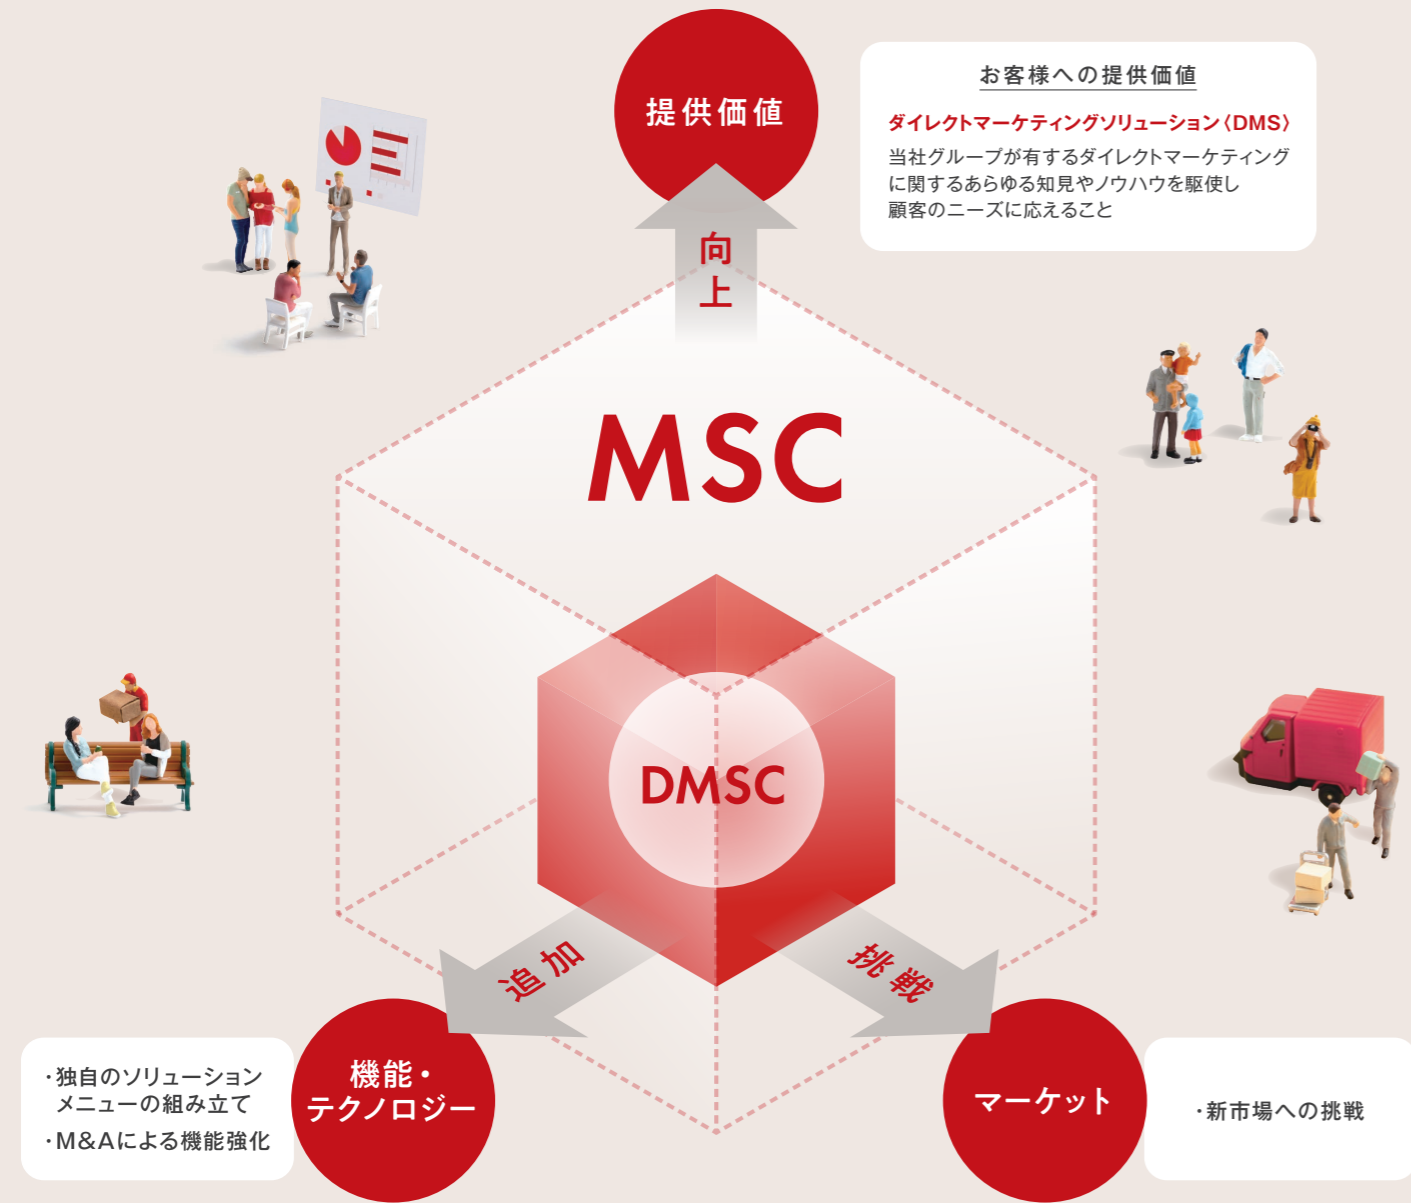 提供価値
お客様への提供価値
ダイレクトマーケティングソリューション〈DMS〉
当社グループが有するダイレクトマーケティング
に関するあらゆる知見やノウハウを駆使し
顧客のニーズに応えること
向上
MSC
DMSC
追加
挑戦
機能・
テクノロジー
・独自のソリューション
メニューの組み立て
・M&Aによる機能強化
マーケット
・新市場への挑戦